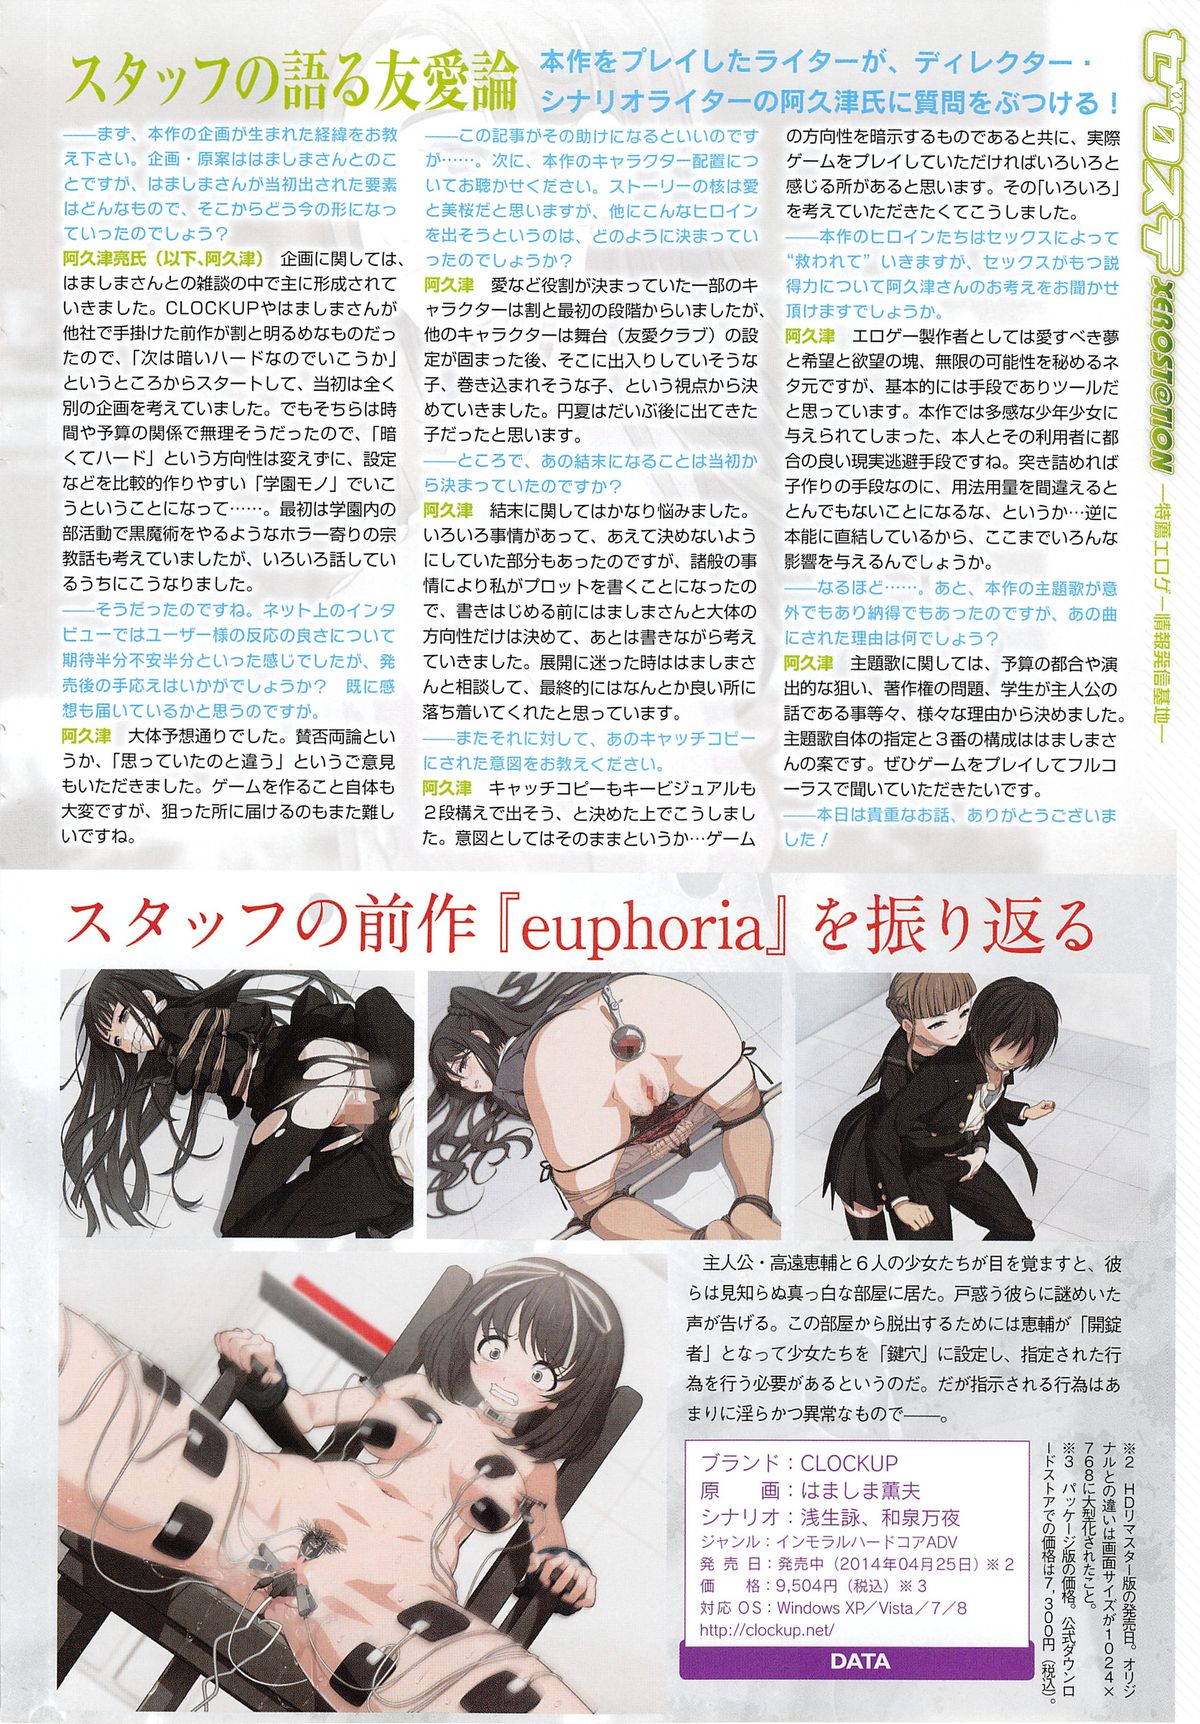 スタッフの語る友愛論
本作をプレイしたライターが、ディレクター・
シナリオライターの阿久津氏に質問をぶつける！
――まず、本作の企画が生まれた経緯をお教
え下さい。企画・原案ははましまさんとのこ
とですが、はましまさんが当初出された要素
はどんなもので、そこからどう今の形になっ
ていったのでしょう？
阿久津亮氏（以下、阿久津）　企画に関しては、
はましまさんとの雑談の中で主に形成されて
いきました。CLOCKUPやはましまさんが
他社で手掛けた前作が割と明るめなものだっ
たので、「次は暗いハードなのでいこうか」
というところからスタートして、当初は全く
別の企画を考えていました。でもそちらは時
間や予算の関係で無理そうだったので、「暗
くてハード」という方向性は変えずに、設定
などを比較的作りやすい「学園モノ」でいこ
うということになって……。最初は学園内の
部活動で黒魔術をやるようなホラー寄りの宗
教話も考えていましたが、いろいろ話してい
るうちにこうなりました。
――そうだったのですね。ネット上のインタ
ビューではユーザー様の反応の良さについて
期待半分不安半分といった感じでしたが、発
売後の手応えはいかがでしょうか？　既に感
想も届いているかと思うのですが。
阿久津　大体予想通りでした。賛否両論とい
うか、「思っていたのと違う」というご意見
もいただきました。ゲームを作ること自体も
大変ですが、狙った所に届けるのもまた難し
いですね。
――この記事がその助けになるといいのです
が……。次に、本作のキャラクター配置につ
いてお聴かせください。ストーリーの核は愛
と美桜だと思いますが、他にこんなヒロイン
を出そうというのは、どのように決まってい
ったのでしょうか？
阿久津　愛など役割が決まっていた一部のキ
ャラクターは割と最初の段階からいましたが、
他のキャラクターは舞台（友愛クラブ）の設
定が固まった後、そこに出入りしていそうな
子、巻き込まれそうな子、という視点から決
めていきました。円夏はだいぶ後に出てきた
子だったと思います。
――ところで、あの結末になることは当初か
ら決まっていたのですか？
阿久津　結末に関してはかなり悩みました。
いろいろ事情があって、あえて決めないよう
にしていた部分もあったのですが、諸般の事
情により私がプロットを書くことになったの
で、書きはじめる前にはましまさんと大体の
方向性だけは決めて、あとは書きながら考え
ていきました。展開に迷った時ははましまさ
んと相談して、最終的にはなんとか良い所に
落ち着いてくれたと思っています。
――またそれに対して、あのキャッチコピー
にされた意図をお教えください。
阿久津　キャッチコピーもキービジュアルも
２段構えで出そう、と決めた上でこうしまし
た。意図としてはそのままというか…ゲーム
の方向性を暗示するものであると共に、実際
ゲームをプレイしていただければいろいろと
感じる所があると思います。その「いろいろ」
を考えていただきたくてこうしました。
――本作のヒロインたちはセックスによって
“救われて”いきますが、セックスがもつ説
得力について阿久津さんのお考えをお聞かせ
頂けますでしょうか。
阿久津　エロゲー製作者としては愛すべき夢
と希望と欲望の塊、無限の可能性を秘めるネ
タ元ですが、基本的には手段でありツールだ
と思っています。本作では多感な少年少女に
与えられてしまった、本人とその利用者に都
合の良い現実逃避手段ですね。突き詰めれば
子作りの手段なのに、用法用量を間違えると
とんでもないことになるな、というか…逆に
本能に直結しているから、ここまでいろんな
影響を与えるんでしょうか。
――なるほど……。あと、本作の主題歌が意
外でもあり納得でもあったのですが、あの曲
にされた理由は何でしょう？
阿久津　主題歌に関しては、予算の都合や演
出的な狙い、著作権の問題、学生が主人公の
話である事等々、様々な理由から決めました。
主題歌自体の指定と３番の構成ははましまさ
んの案です。ぜひゲームをプレイしてフルコ
ーラスで聞いていただきたいです。
――本日は貴重なお話、ありがとうございま
した！
ゼロステ XEROST@TION ―特薦エロゲー情報発信基地―
スタッフの前作『euphoria』を振り返る
　主人公・高遠恵輔と６人の少女たちが目を覚ますと、彼
らは見知らぬ真っ白な部屋に居た。戸惑う彼らに謎めいた
声が告げる。この部屋から脱出するためには恵輔が「開錠
者」となって少女たちを「鍵穴」に設定し、指定された行
為を行う必要があるというのだ。だが指示される行為はあ
まりに淫らかつ異常なもので――。
ブランド：CLOCKUP
原　　画：はましま薫夫
シナリオ：浅生詠、和泉万夜
ジャンル：インモラルハードコアADV
発 売 日：発売中（2014年04月25日）※２
価　　格：9,504円（税込）※３
対応 OS：Windows XP／Vista／7／8
http://clockup.net/
DATA
※２　HDリマスター版の発売日。オリジ
ナルとの違いは画面サイズが1024×
768に大型化されたこと。
※３　パッケージ版の価格。公式ダウンロ
ードストアでの価格は7,300円（税込）。